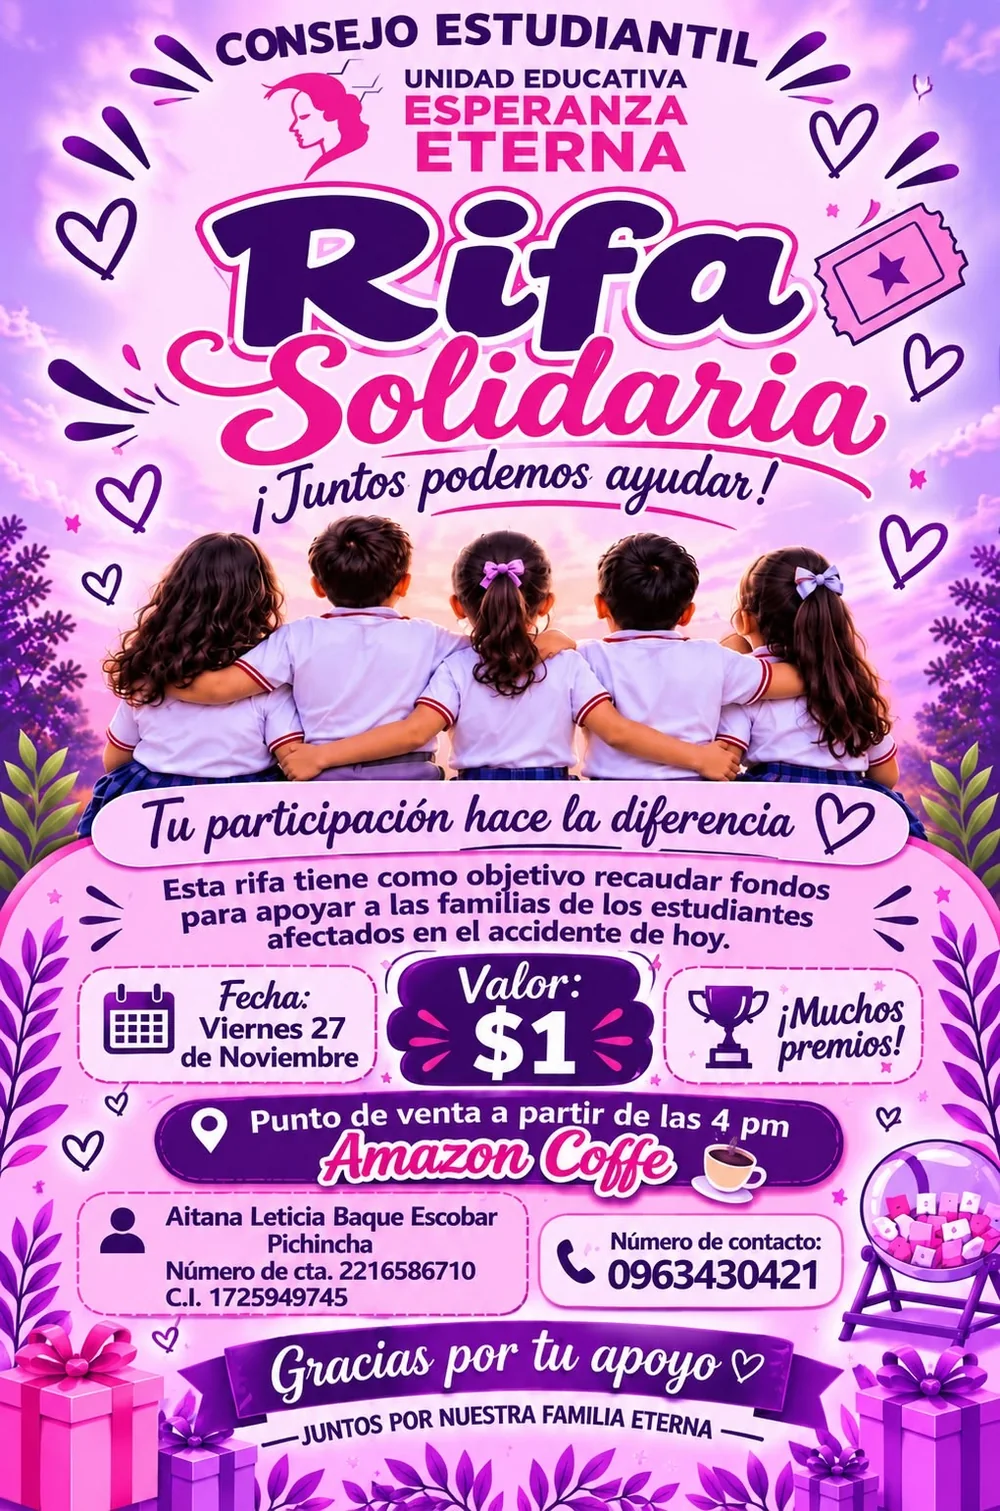 CONSEJO ESTUDIANTIL
UNIDAD EDUCATIVA
ESPERANZA
ETERNA
Rifa
Solidaria
¡Juntos podemos ayudar!
Tu participación hace la diferencia
Esta rifa tiene como objetivo recaudar fondos
para apoyar a las familias de los estudiantes
afectados en el accidente de hoy.
Fecha:
Viernes 27
de Noviembre
Valor:
$1
¡Muchos
premios!
Punto de venta a partir de las 4 pm
Amazon Coffe
Aitana Leticia Baque Escobar
Pichincha
Número de cta. 2216586710
C.I. 1725949745
Número de contacto:
0963430421
Gracias por tu apoyo
JUNTOS POR NUESTRA FAMILIA ETERNA